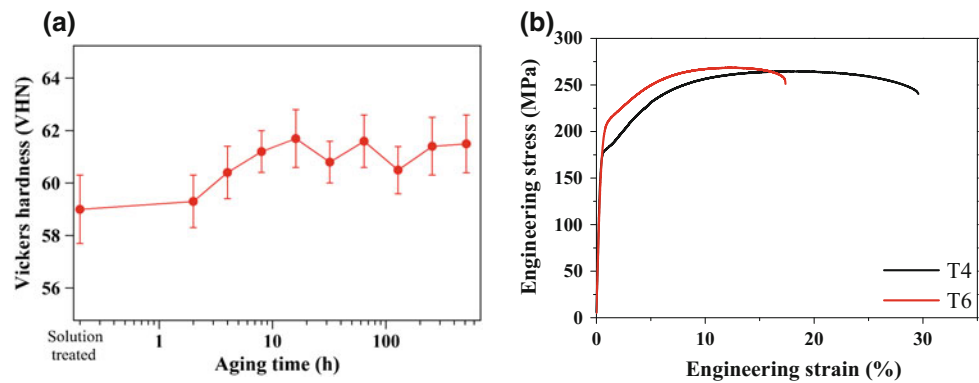 (a)
Vickers hardness (VHN)
64
62
60
58
56
Solution
treated
1
10
100
Aging time (h)
(b)
Engineering stress (MPa)
300
250
200
150
100
50
0
0
10
20
30
Engineering strain (%)
T4
T6